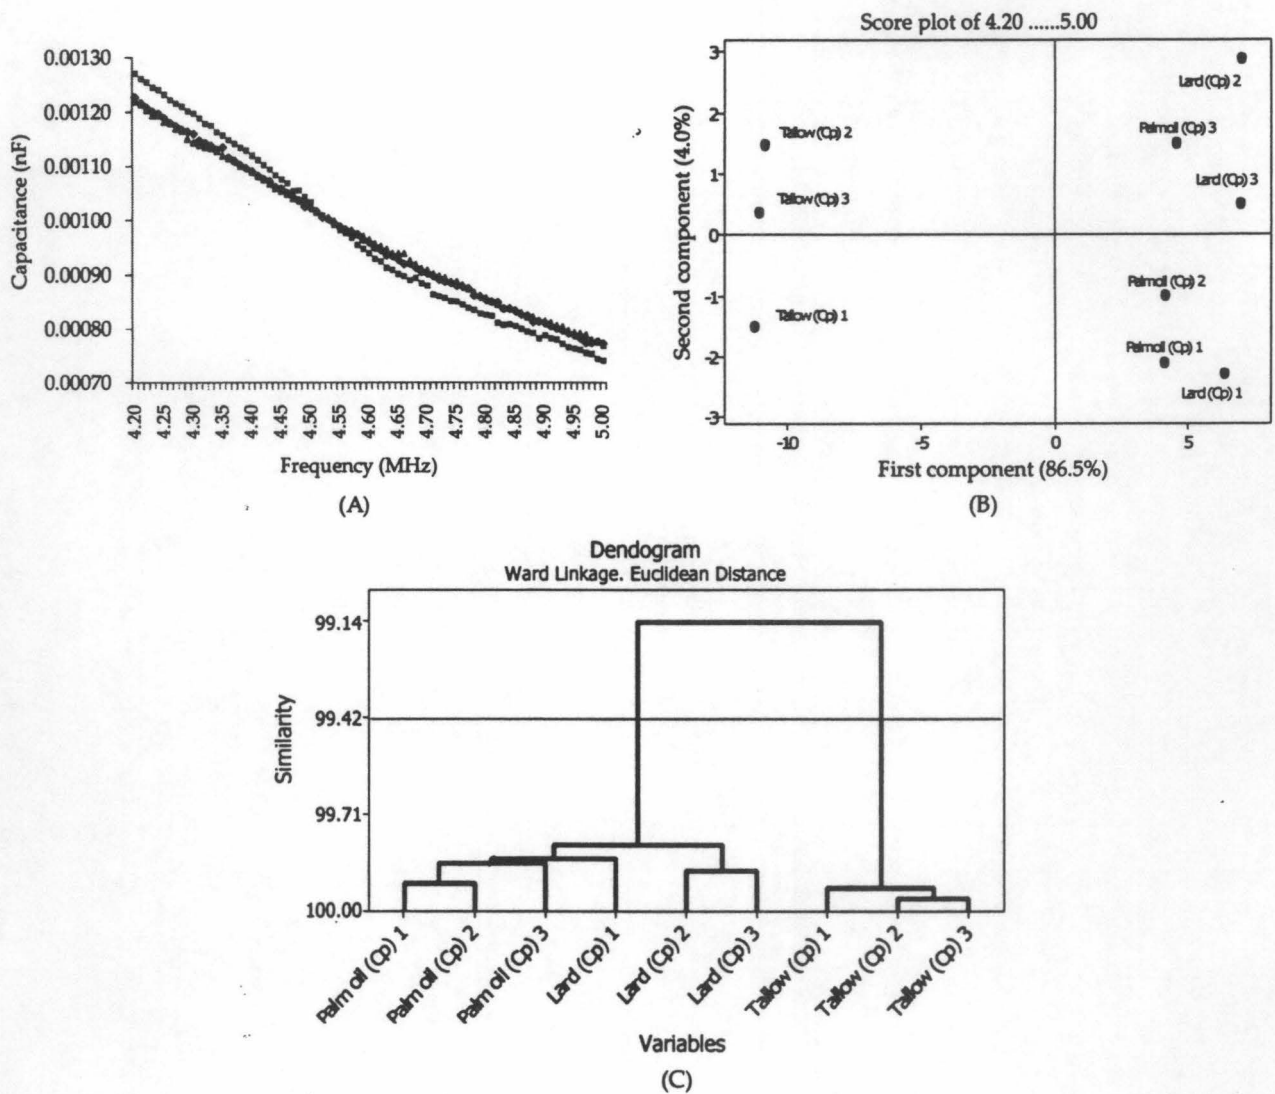 0.00130
0.00120
0.00110
0.00100
0.00090
0.00080
0.00070
Capacitance (nF)
4.20
4.25
4.30
4.35
4.40
4.45
4.50
4.55
4.60
4.65
4.70
4.75
4.80
4.85
4.90
4.95
5.00
Frequency (MHz)
(A)
Score plot of 4.20 ......5.00
3
2
1
0
-1
-2
-3
Second component (4.0%)
Lard (Cp) 2
Palmoil (Cp) 3
Tallow (Cp) 2
Lard (Cp) 3
Tallow (Cp) 3
Palmoil (Cp) 2
Tallow (Cp) 1
Palmoil (Cp) 1
Lard (Cp) 1
-10
-5
0
5
First component (86.5%)
(B)
Dendogram
Ward Linkage. Euclidean Distance
99.14
99.42
99.71
100.00
Similarity
Palm oil (Cp) 1
Palm oil (Cp) 2
Palm oil (Cp) 3
Lard (Cp) 1
Lard (Cp) 2
Lard (Cp) 3
Tallow (Cp) 1
Tallow (Cp) 2
Tallow (Cp) 3
Variables
(C)